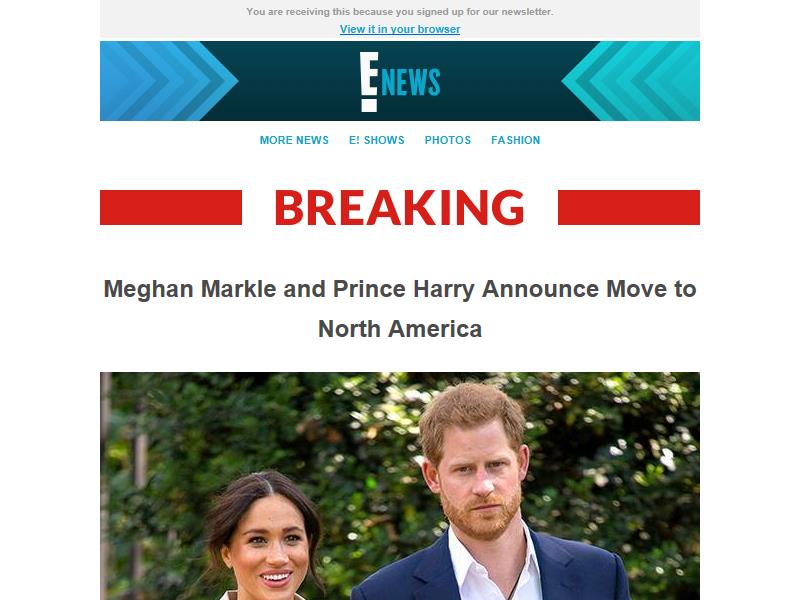 You are receiving this because you signed up for our newsletter.
View it in your browser
E! NEWS
MORE NEWS E! SHOWS PHOTOS FASHION
BREAKING
Meghan Markle and Prince Harry Announce Move to
North America